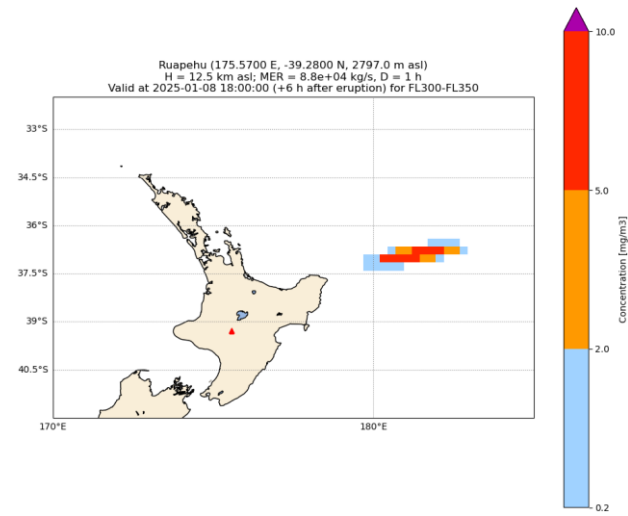 Ruapehu (175.5700 E, -39.2800 N, 2797.0 m asl)
H = 12.5 km asl; MER = 8.8e+04 kg/s, D = 1 h
Valid at 2025-01-08 18:00:00 (+6 h after eruption) for FL300-FL350
33°S
34.5°S
36°S
37.5°S
39°S
40.5°S
170°E
180°E
10.0
5.0
2.0
0.2
Concentration [mg/m3]